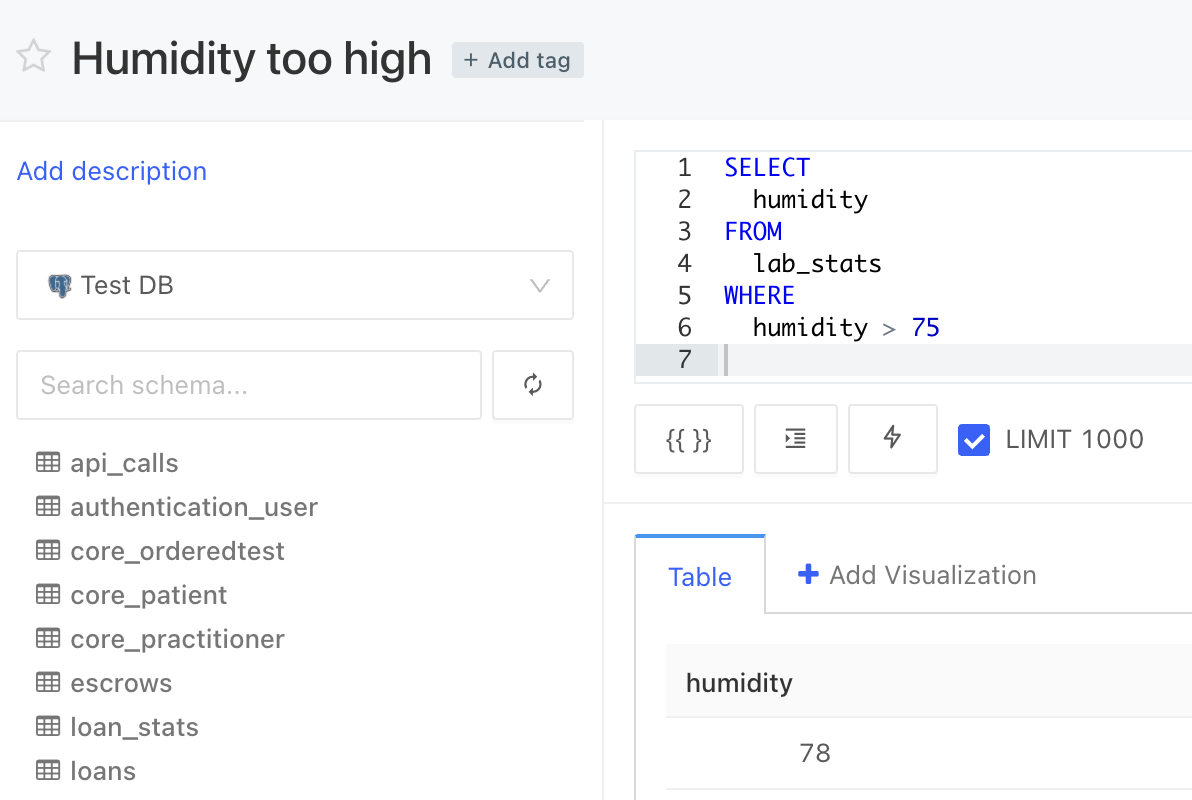 Humidity too high + Add tag
Add description
Test DB
Search schema...
api_calls
authentication_user
core_orderedtest
core_patient
core_practitioner
escrows
loan_stats
loans
1 SELECT
2   humidity
3 FROM
4   lab_stats
5 WHERE
6   humidity > 75
7
{{ }} LIMIT 1000
Table + Add Visualization
humidity
78